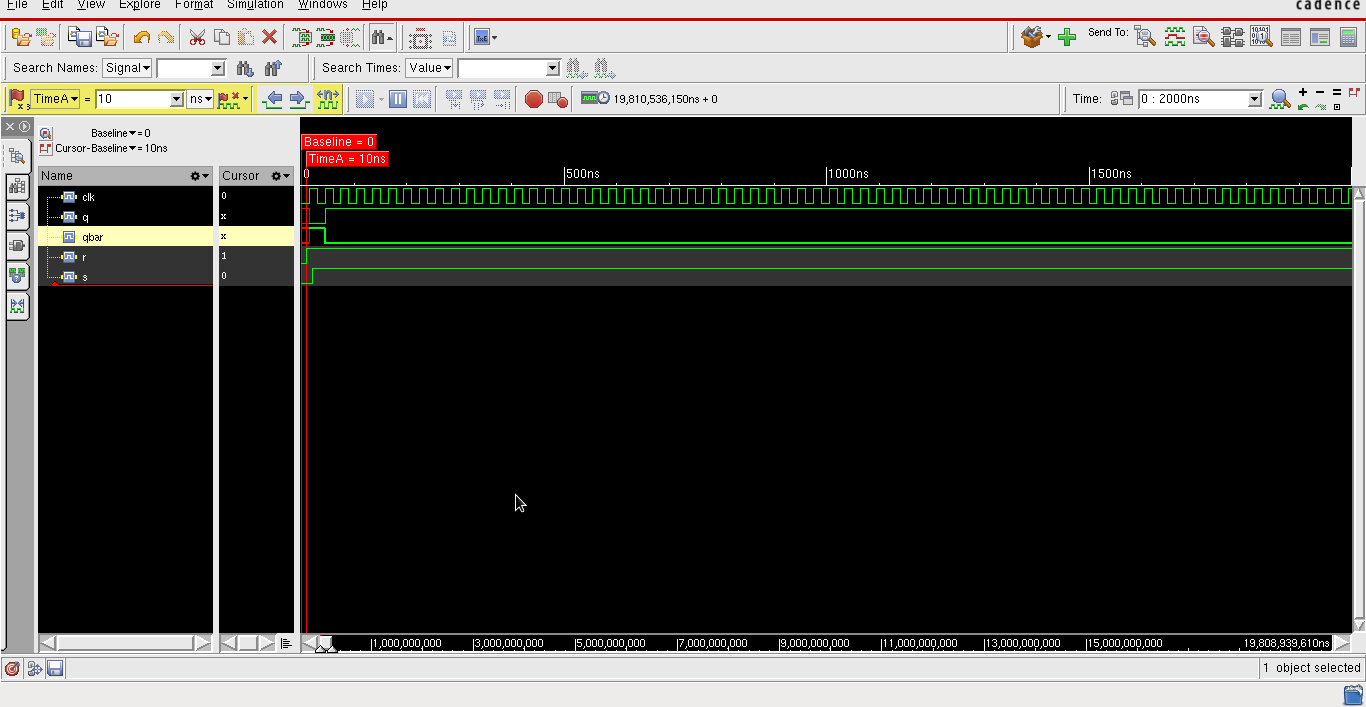 File Edit View Explore Format Simulation Windows Help cadence
Send To:
Search Names: Signal Search Times: Value
TimeA = 10 ns 19,810,536,150ns + 0 Time: 0 : 2000ns
Baseline = 0
Cursor-Baseline = 10ns
Baseline = 0
TimeA = 10ns
Name Cursor 0 500ns 1000ns 1500ns
clk 0
q x
qbar x
r 1
s 0
1,000,000,000 3,000,000,000 5,000,000,000 7,000,000,000 9,000,000,000 11,000,000,000 13,000,000,000 15,000,000,000 19,808,939,610ns
1 object selected